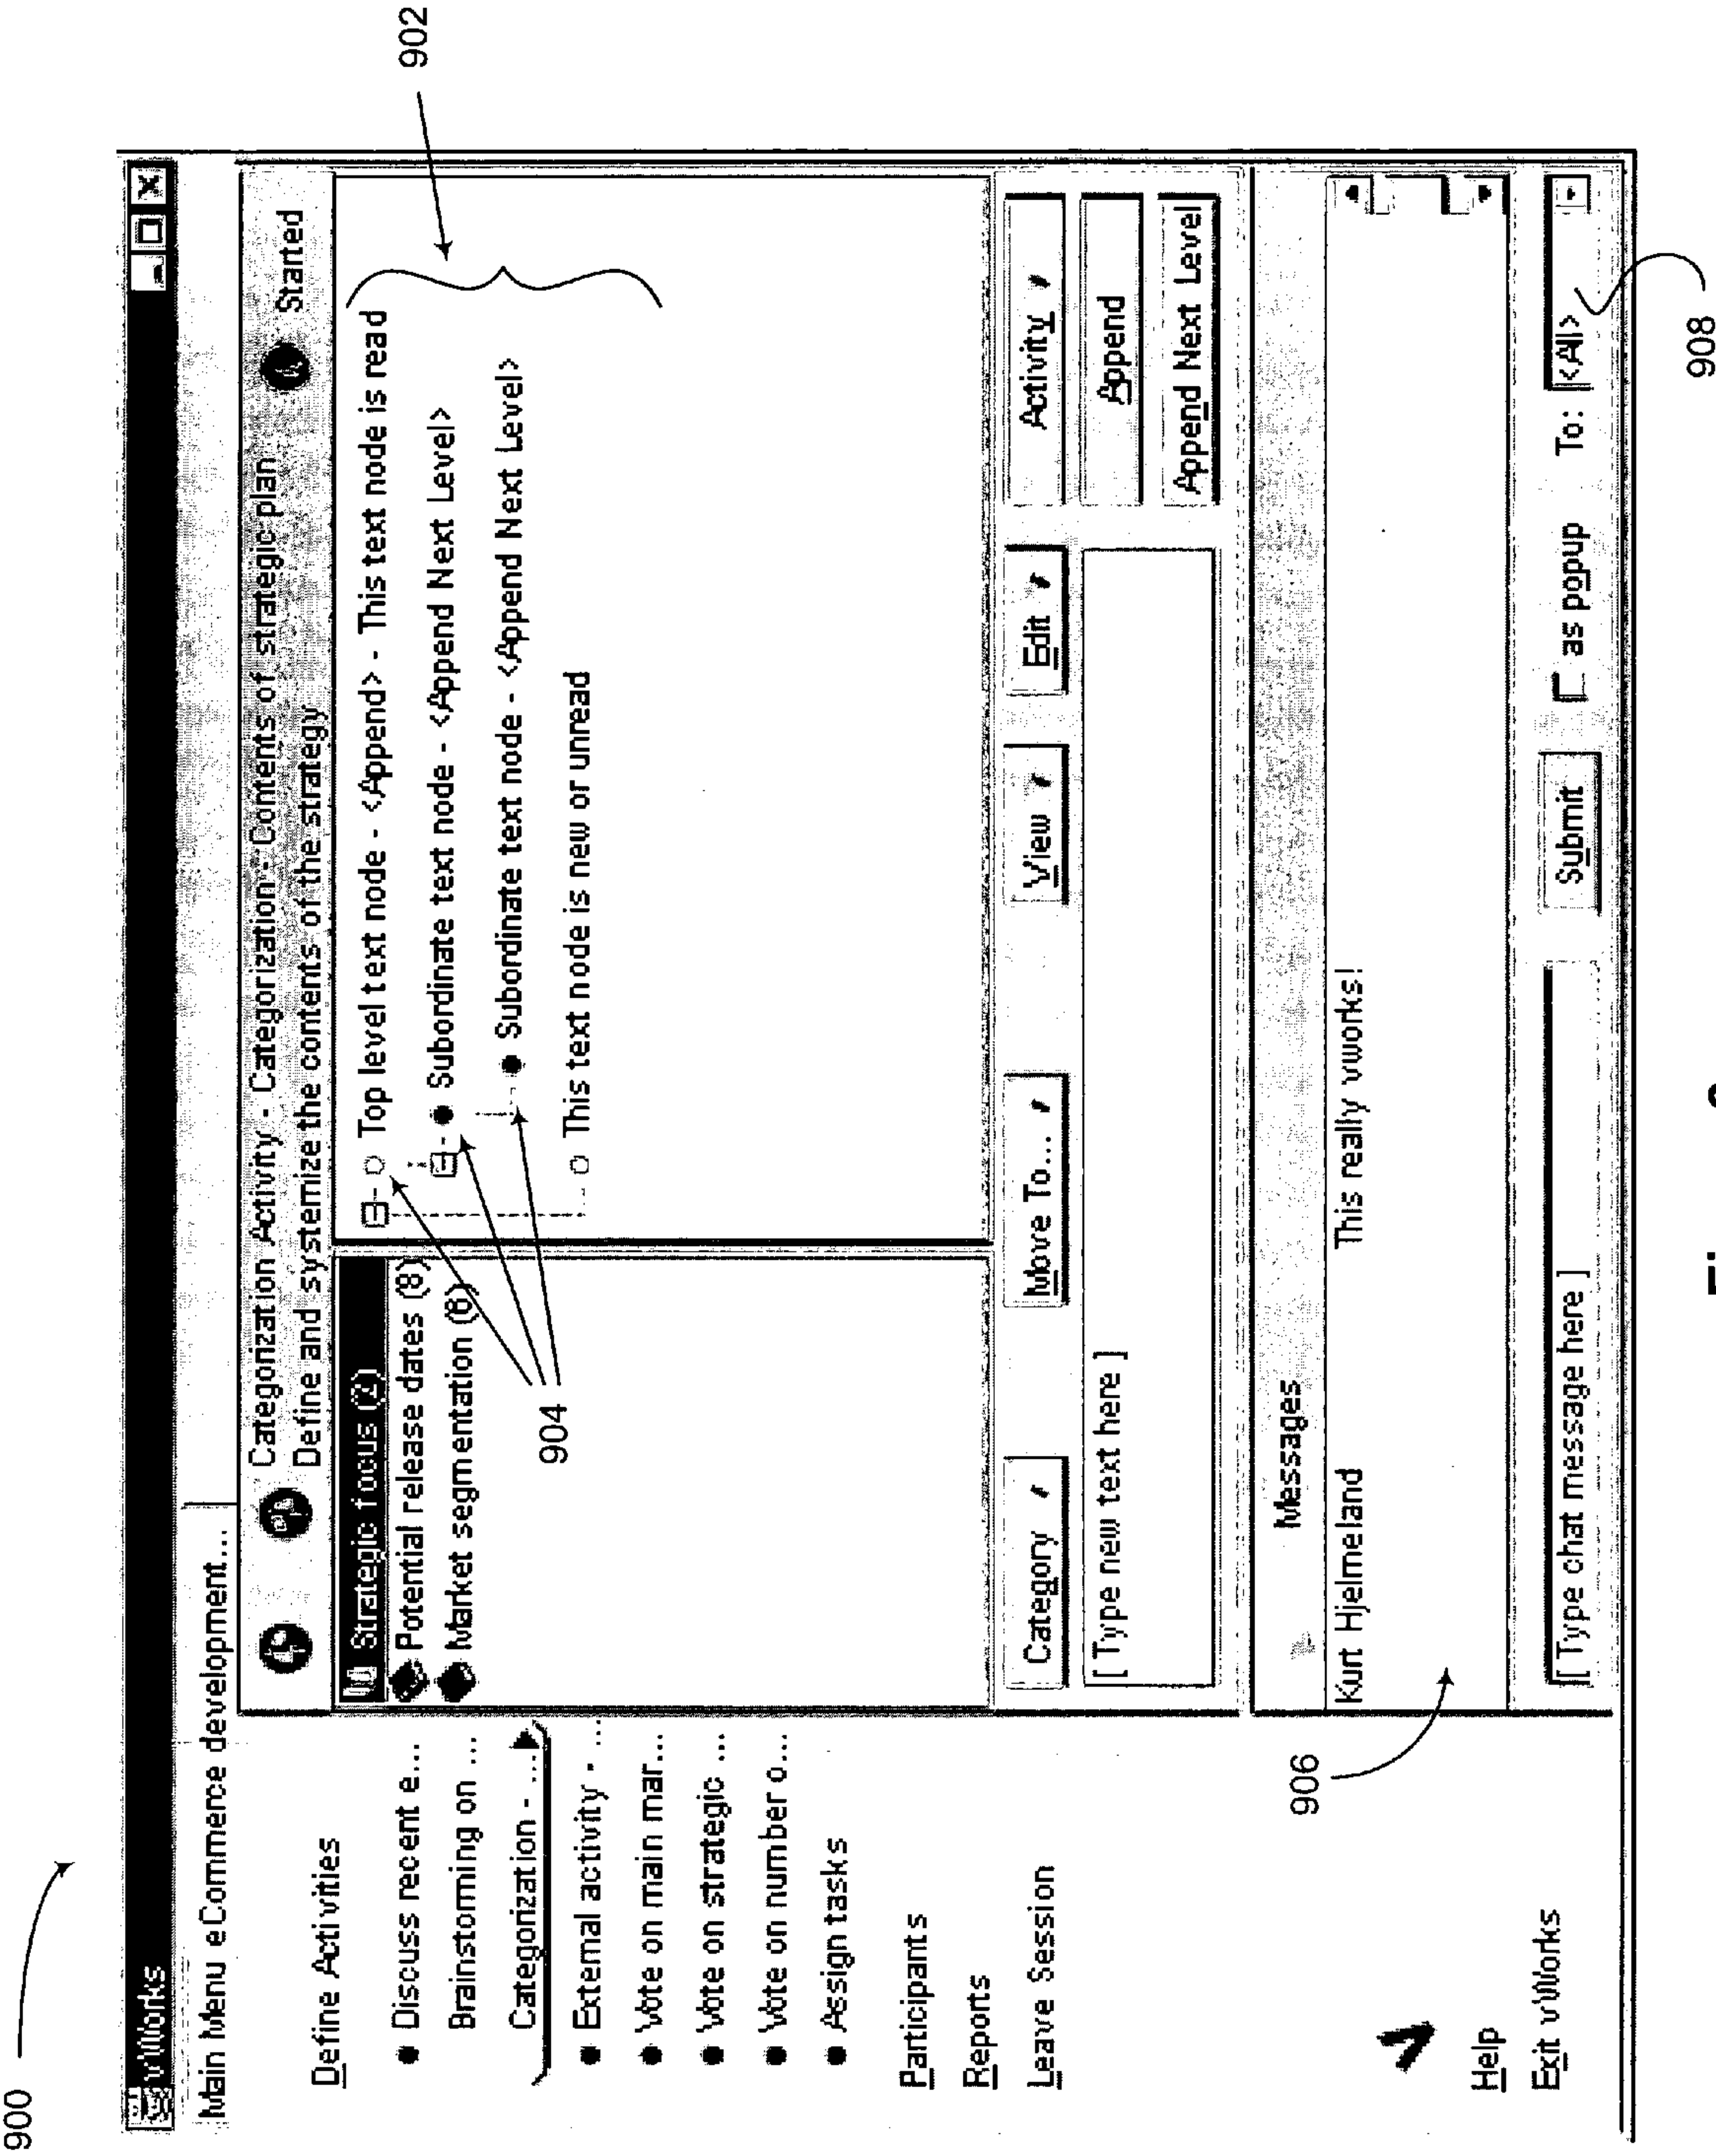 900
vWorks
Main Menu eCommerce development...
Define Activities
Discuss recent e...
Brainstorming on ...
Categorization - ...
External activity - ...
Vote on main mar...
Vote on strategic ...
Vote on number o...
Assign tasks
Participants
Reports
Leave Session
Help
Exit vWorks
Categorization Activity - Categorization - Contents of strategic plan
Started
Define and systemize the contents of the strategy
Strategic focus
Potential release dates (8)
Market segmentation (6)
904
Top level text node - <Append> - This text node is read
Subordinate text node - <Append Next Level>
Subordinate text node - <Append Next Level>
This text node is new or unread
902
Category
Move To...
View
Edit
Activity
[ Type new text here ]
Append
Append Next Level
Messages
Kurt Hjelmeland
This really vworks!
906
[ Type chat message here ]
Submit
as popup
To:
<All>
908